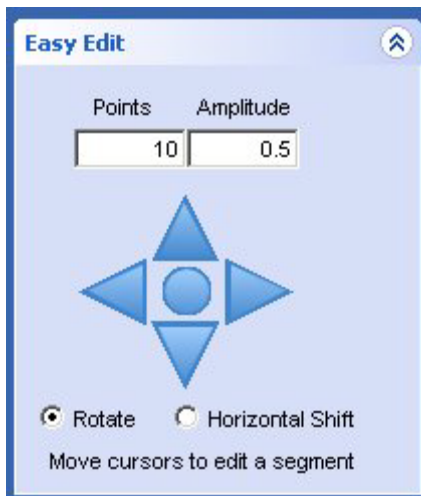 Easy Edit
Points Amplitude
10 0.5
Rotate Horizontal Shift
Move cursors to edit a segment